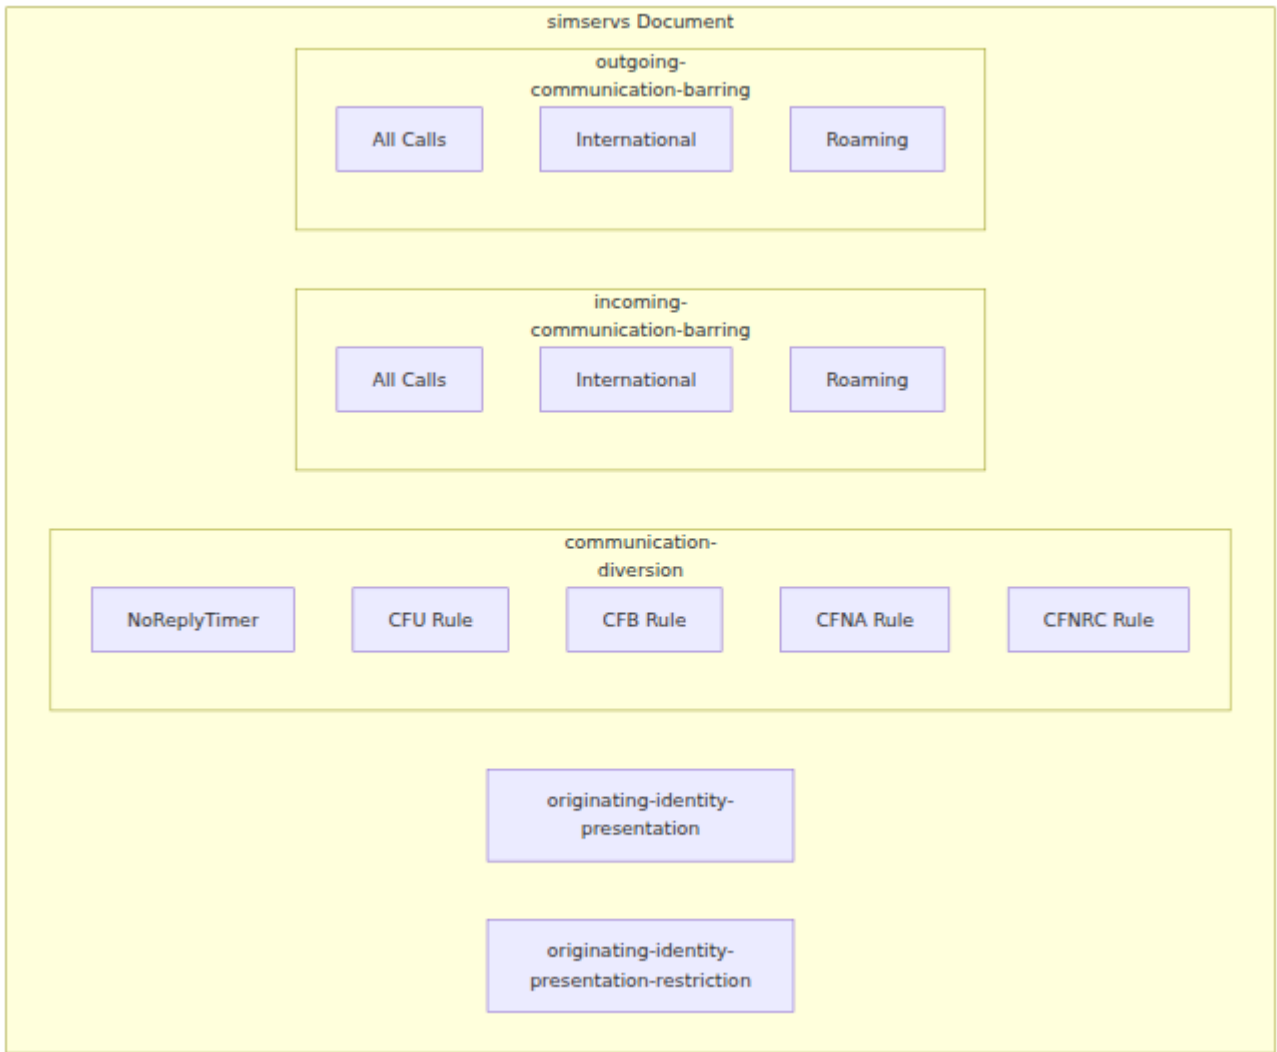 simservs Document
outgoing-
communication-barring
All Calls
International
Roaming
incoming-
communication-barring
All Calls
International
Roaming
communication-
diversion
NoReplyTimer
CFU Rule
CFB Rule
CFNA Rule
CFNRC Rule
originating-identity-
presentation
originating-identity-
presentation-restriction